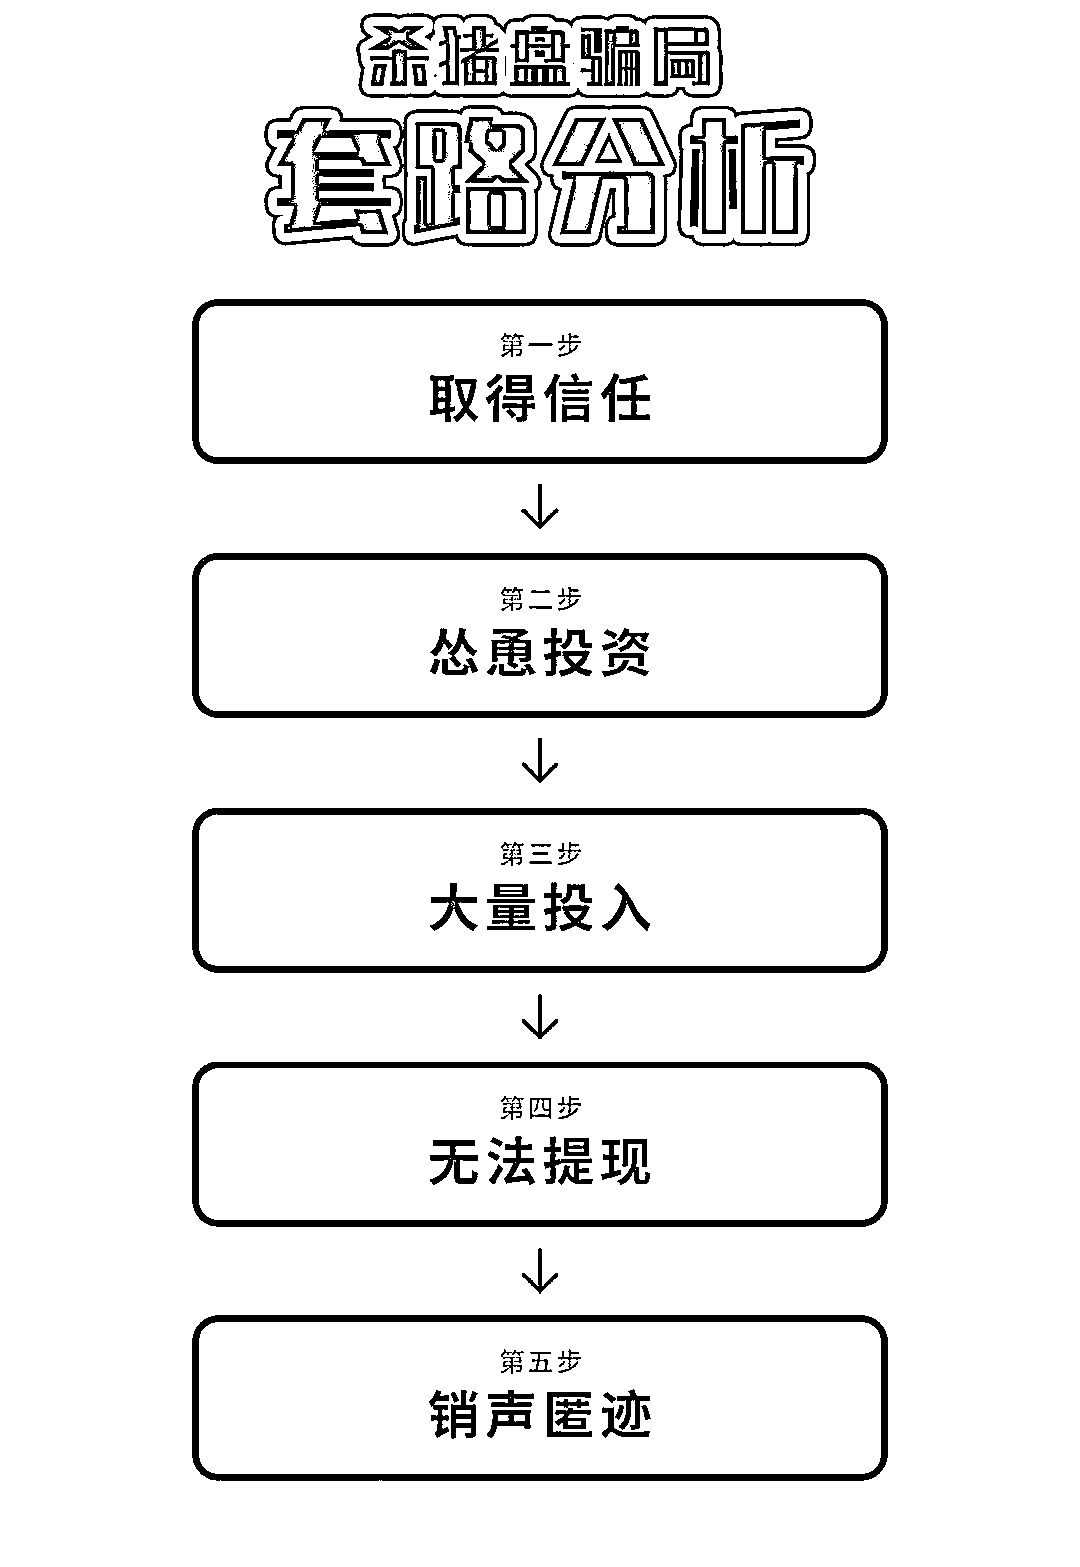 杀猪盘骗局
套路分析
第一步
取得信任
第二步
怂恿投资
第三步
大量投入
第四步
无法提现
第五步
销声匿迹